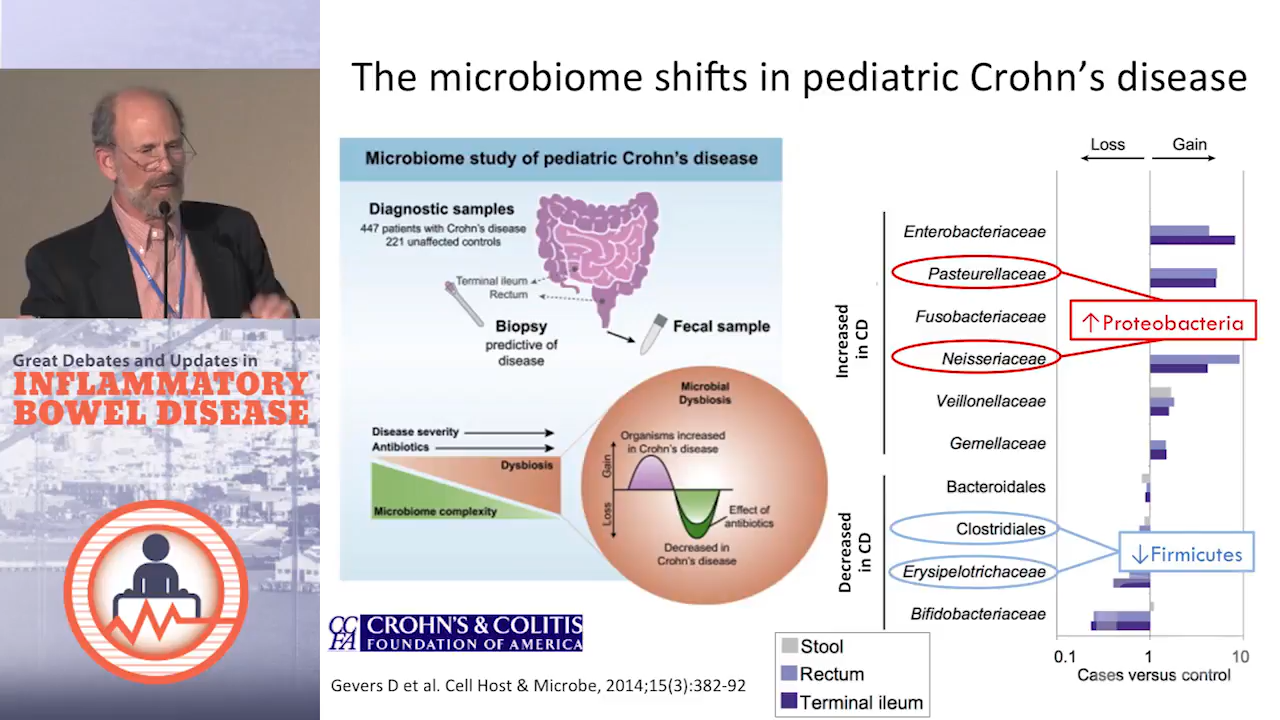 The microbiome shifts in pediatric Crohn's disease
Great Debates and Updates in
INFLAMMATORY
BOWEL DISEASE
Microbiome study of pediatric Crohn's disease
Diagnostic samples
447 patients with Crohn's disease
221 unaffected controls
Terminal ileum
Rectum
Biopsy
predictive of
disease
Fecal sample
Disease severity
Antibiotics
Dysbiosis
Microbiome complexity
Microbial
Dysbiosis
Organisms increased
in Crohn's disease
Gain
Loss
Effect of
antibiotics
Decreased in
Crohn's disease
CCFA
CROHN'S & COLITIS
FOUNDATION OF AMERICA
Gevers D et al. Cell Host & Microbe, 2014;15(3):382-92
Loss Gain
Increased
in CD
Enterobacteriaceae
Pasteurellaceae
Fusobacteriaceae
Neisseriaceae
Veillonellaceae
Gemellaceae
↑Proteobacteria
Decreased
in CD
Bacteroidales
Clostridiales
Erysipelotrichaceae
Bifidobacteriaceae
↓Firmicutes
0.1 1 10
Cases versus control
Stool
Rectum
Terminal ileum